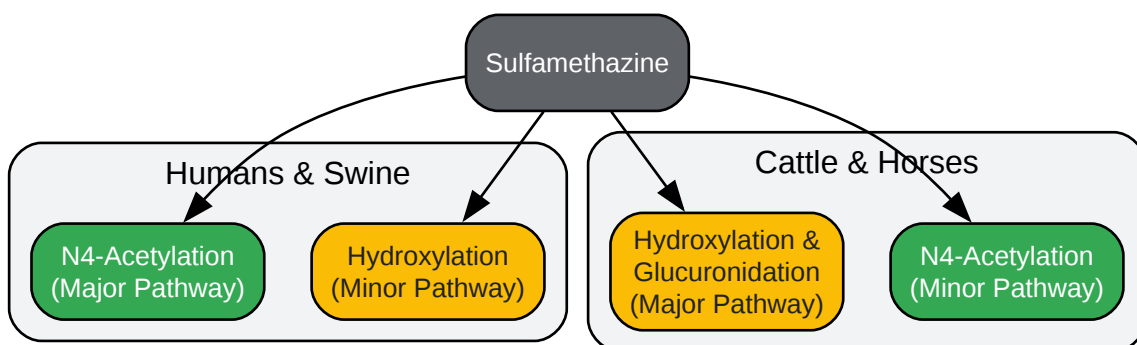 Sulfamethazine
Humans & Swine
N4-Acetylation
(Major Pathway)
Hydroxylation
(Minor Pathway)
Cattle & Horses
Hydroxylation &
Glucuronidation
(Major Pathway)
N4-Acetylation
(Minor Pathway)